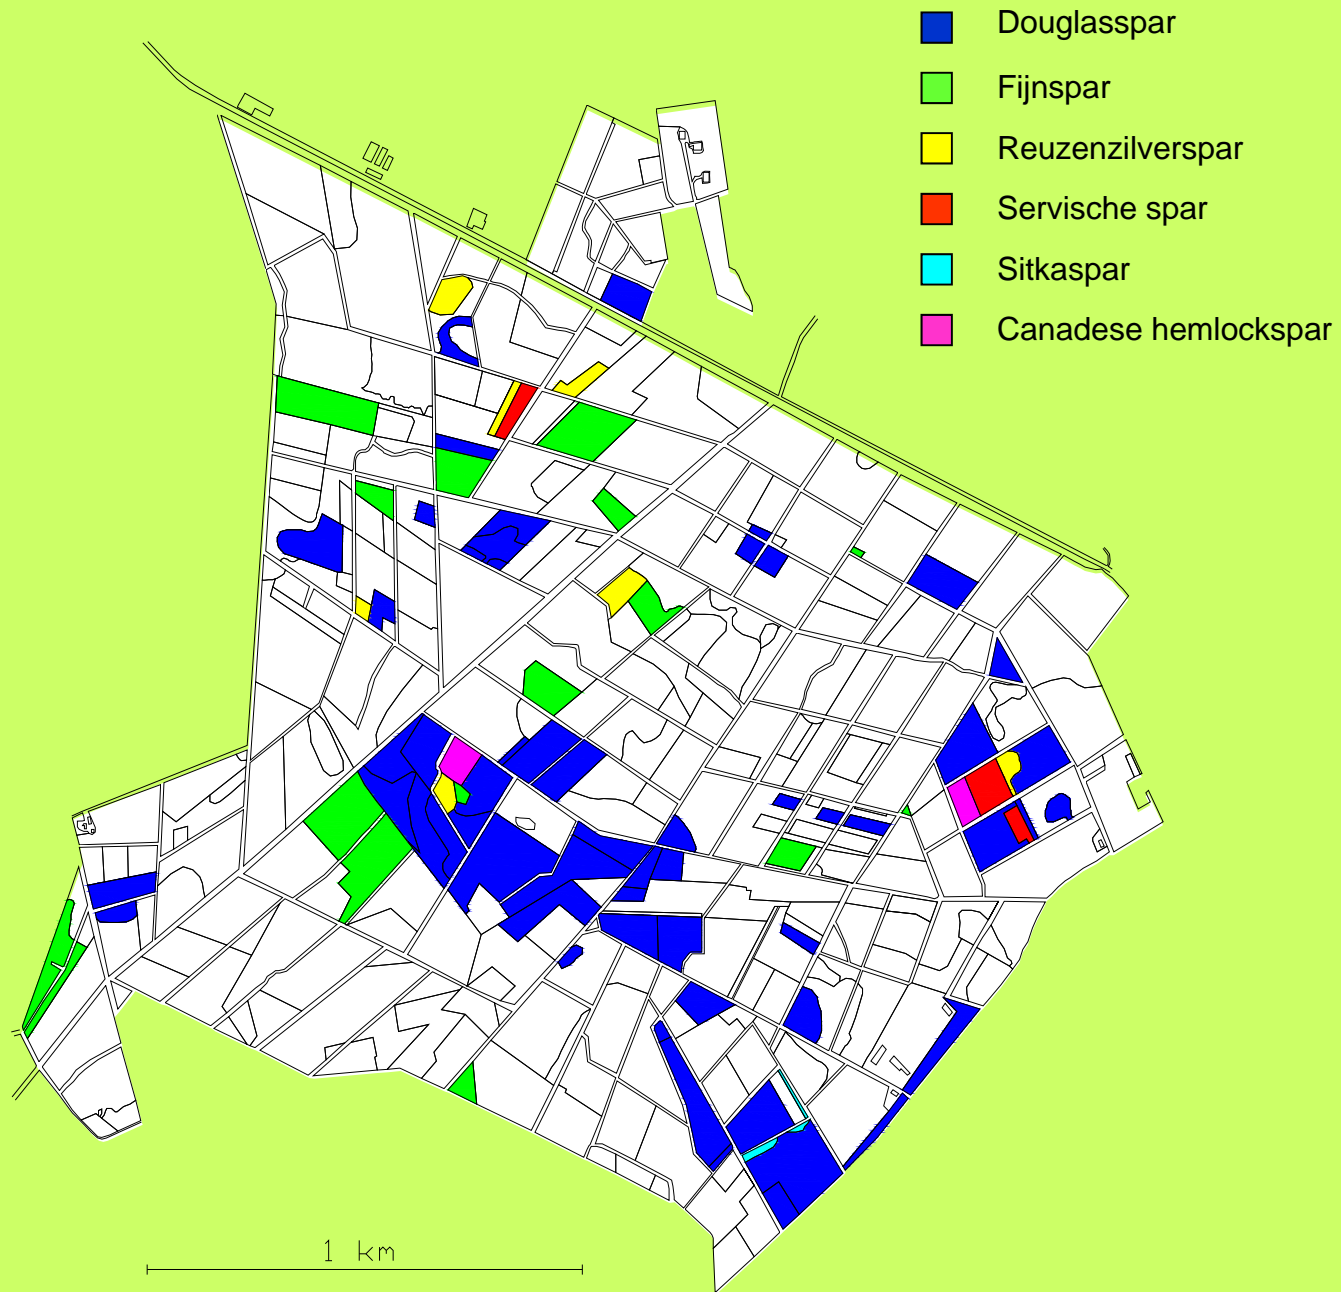 Douglasspar
Fijnspar
Reuzenzilverspar
Servische spar
Sitkaspar
Canadese hemlockspar
1 km